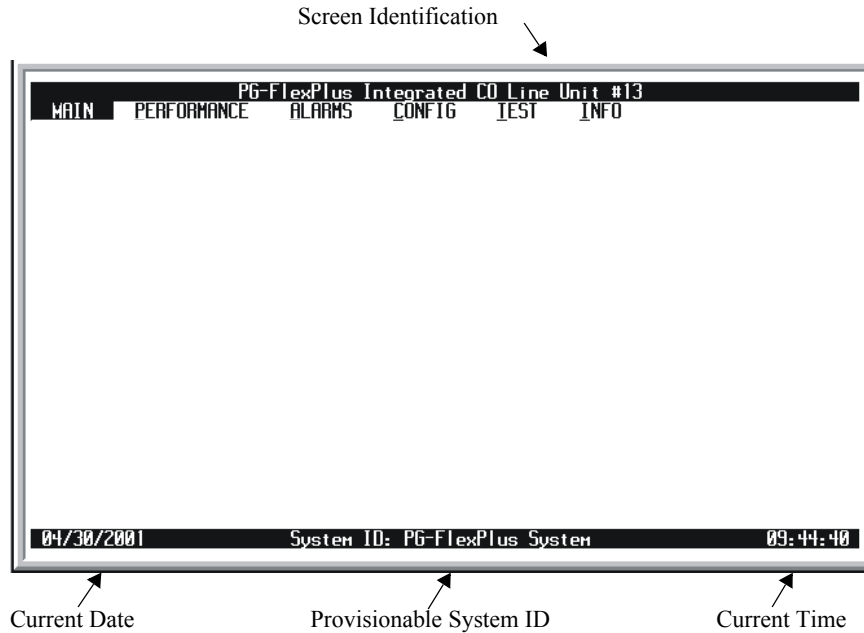 Screen Identification
PG-FlexPlus Integrated CO Line Unit #13
MAIN PERFORMANCE ALARMS CONFIG TEST INFO
04/30/2001 System ID: PG-FlexPlus System 09:44:40
Current Date Provisionable System ID Current Time